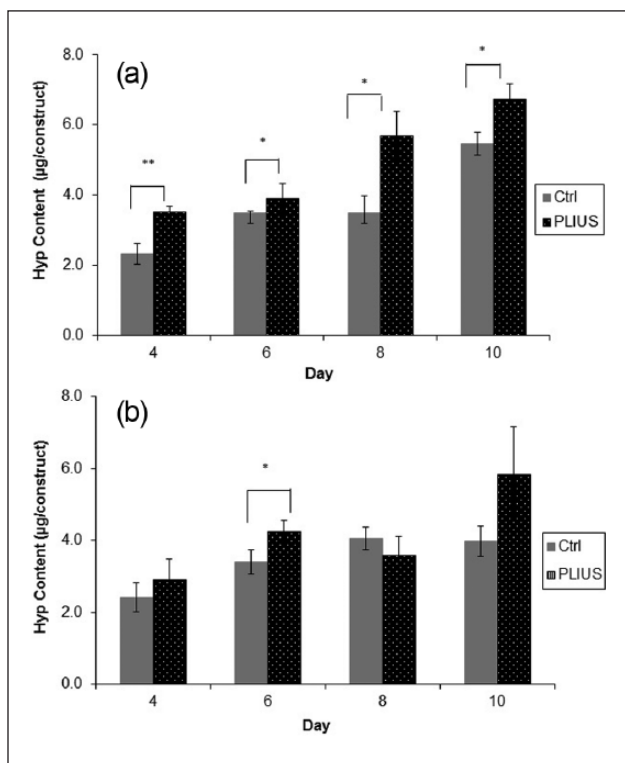 (a)
Hyp Content (µg/construct)
8.0
6.0
4.0
2.0
0.0
**
*
*
*
4 6 8 10
Day
Ctrl
PLIUS
(b)
Hyp Content (µg/construct)
8.0
6.0
4.0
2.0
0.0
*
4 6 8 10
Day
Ctrl
PLIUS